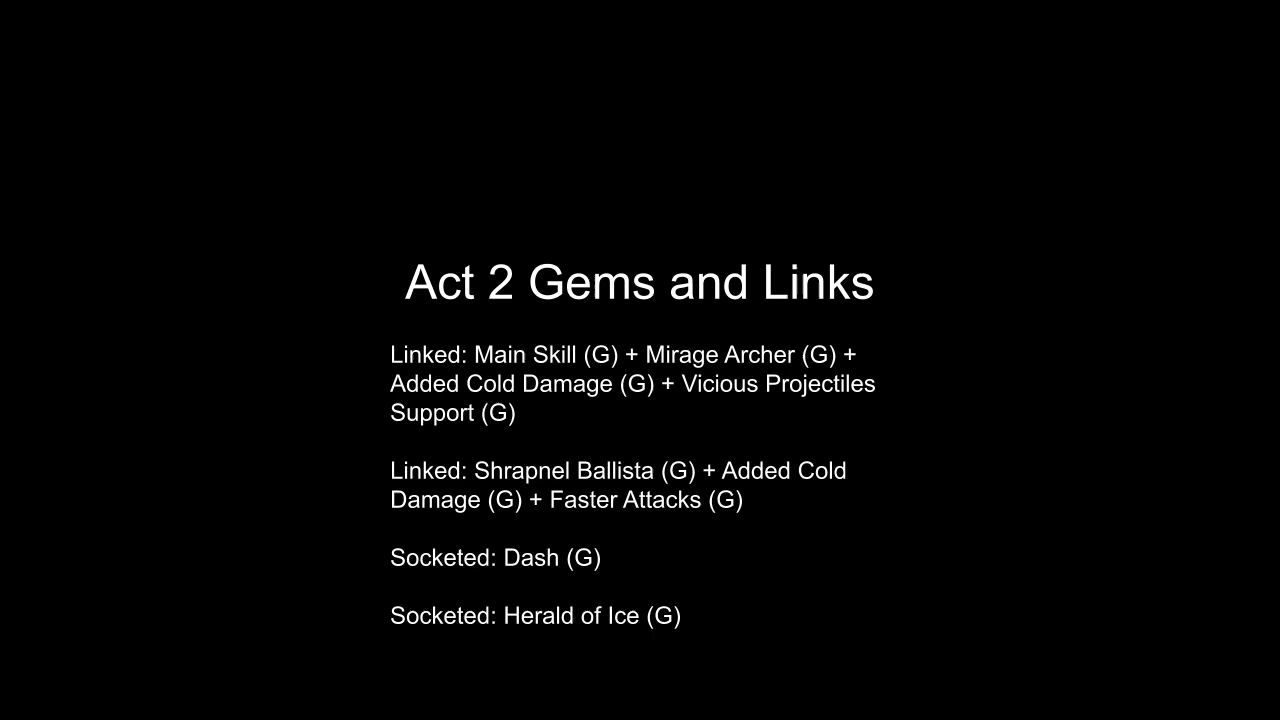 Act 2 Gems and Links
Linked: Main Skill (G) + Mirage Archer (G) +
Added Cold Damage (G) + Vicious Projectiles
Support (G)
Linked: Shrapnel Ballista (G) + Added Cold
Damage (G) + Faster Attacks (G)
Socketed: Dash (G)
Socketed: Herald of Ice (G)